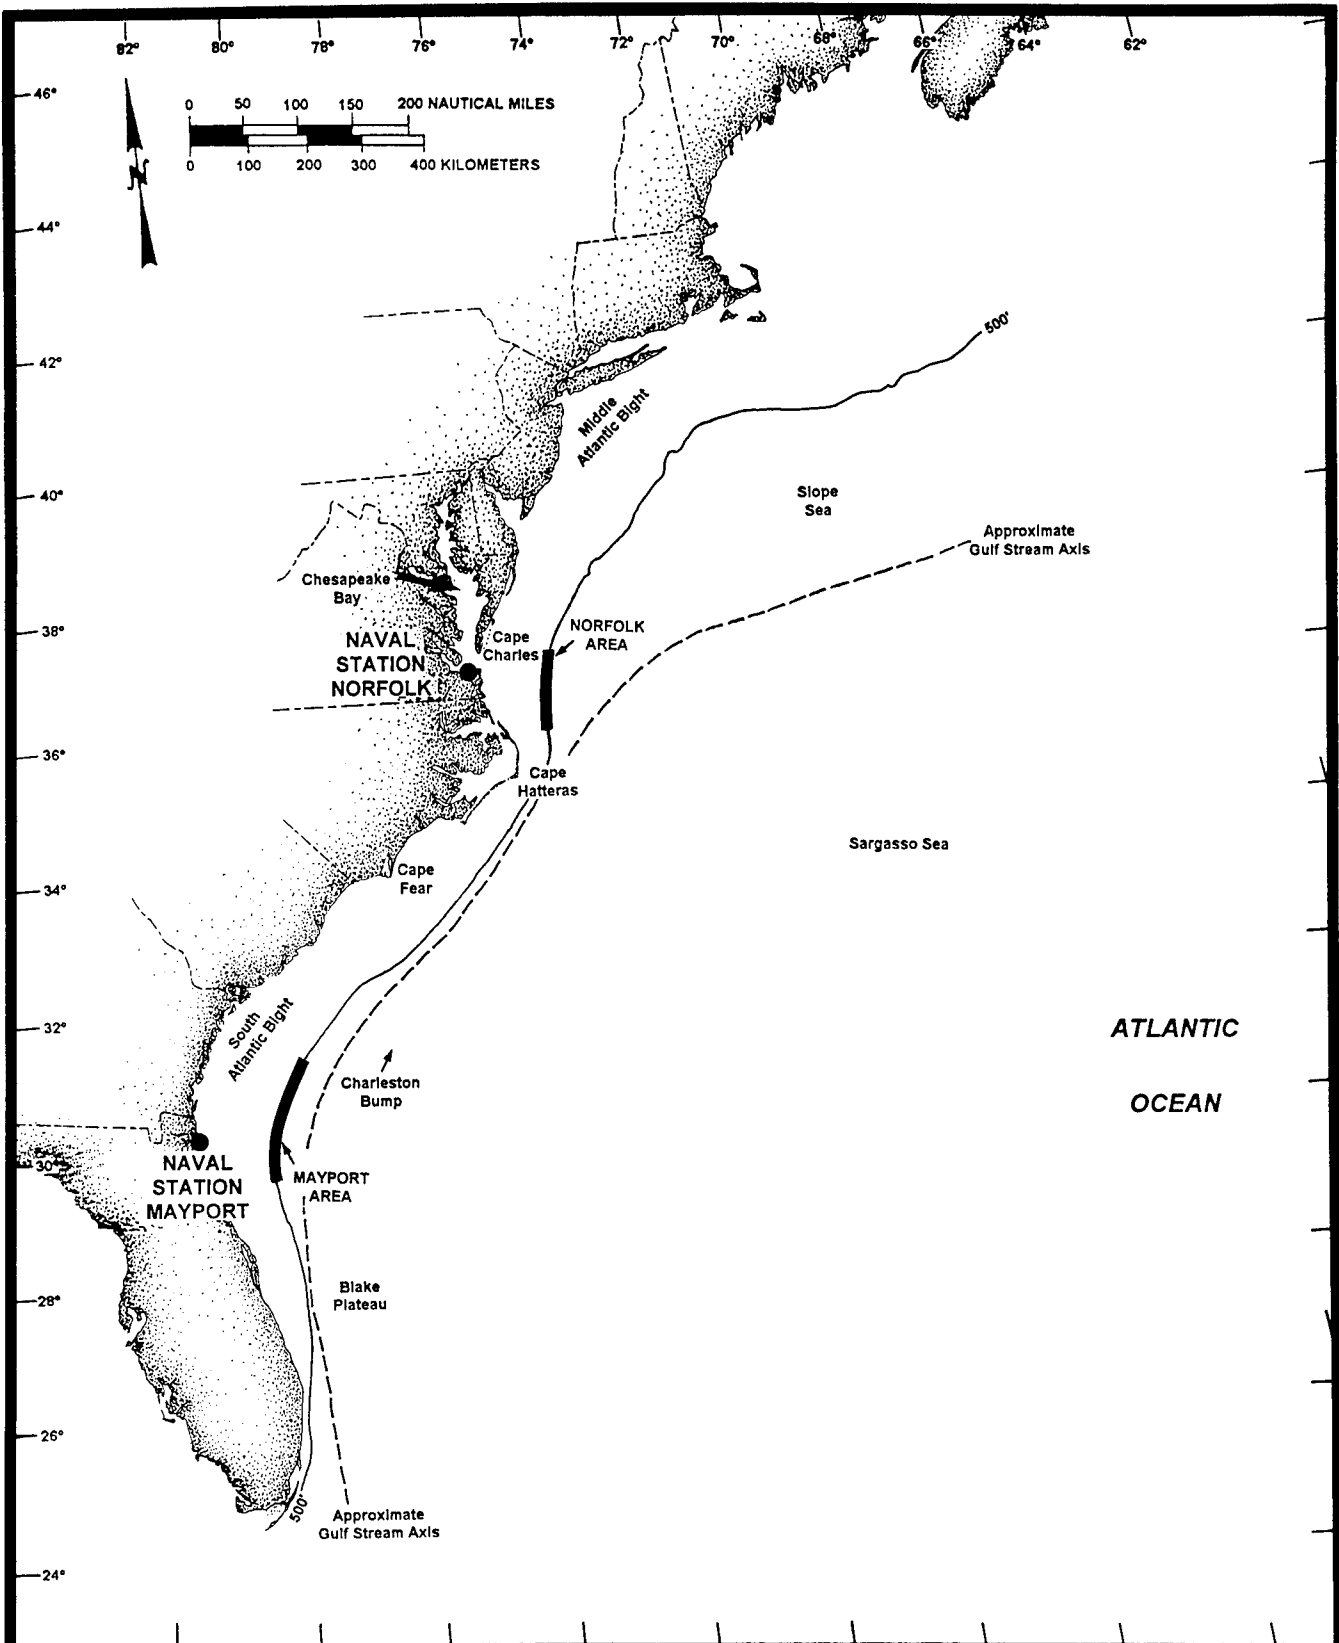 82° 80° 78° 76° 74° 72° 70° 68° 66° 64° 62°
46°
0 50 100 150 200 NAUTICAL MILES
0 100 200 300 400 KILOMETERS
N
44°
500'
42°
Middle
Atlantic Bight
40°
Slope
Sea
Approximate
Gulf Stream Axis
Chesapeake
Bay
38°
NORFOLK
AREA
Cape
Charles
NAVAL
STATION
NORFOLK
36°
Cape
Hatteras
Sargasso Sea
Cape
Fear
34°
32°
South
Atlantic Bight
ATLANTIC
OCEAN
Charleston
Bump
30°
NAVAL
STATION
MAYPORT
MAYPORT
AREA
28°
Blake
Plateau
26°
500'
Approximate
Gulf Stream Axis
24°